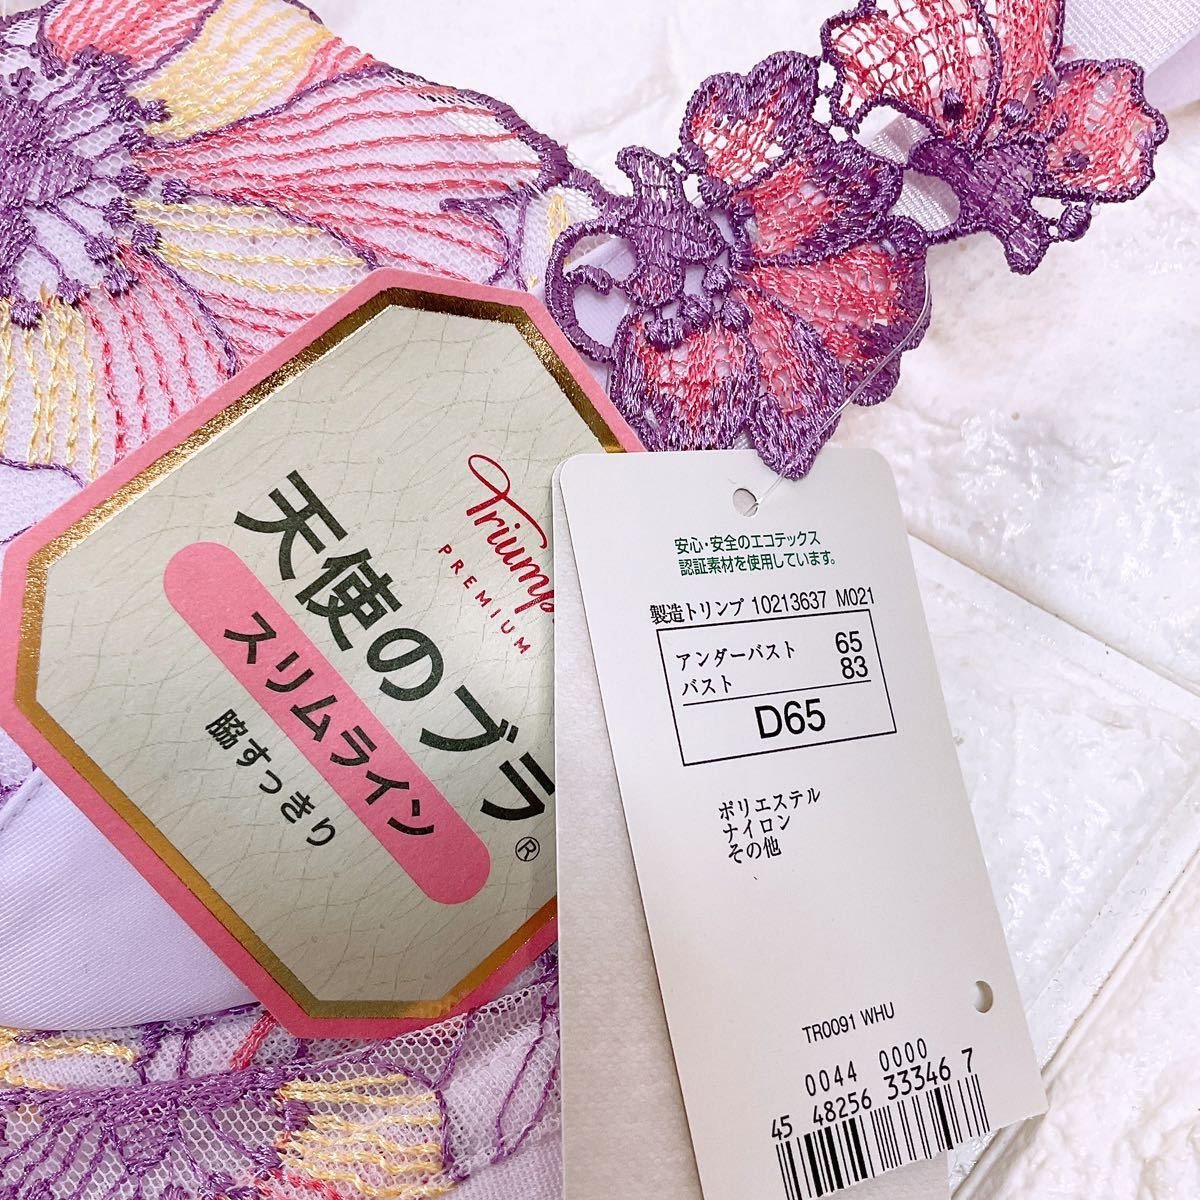 Triumph
PREMIUM
天使のブラ®
スリムライン
脇すっきり
安心・安全のエコテックス
認証素材を使用しています。
製造トリンプ 10213637 M021
アンダーバスト 65
バスト 83
D65
ポリエステル
ナイロン
その他
TR0091 WHU
0044 0000
45 48256 33346 7